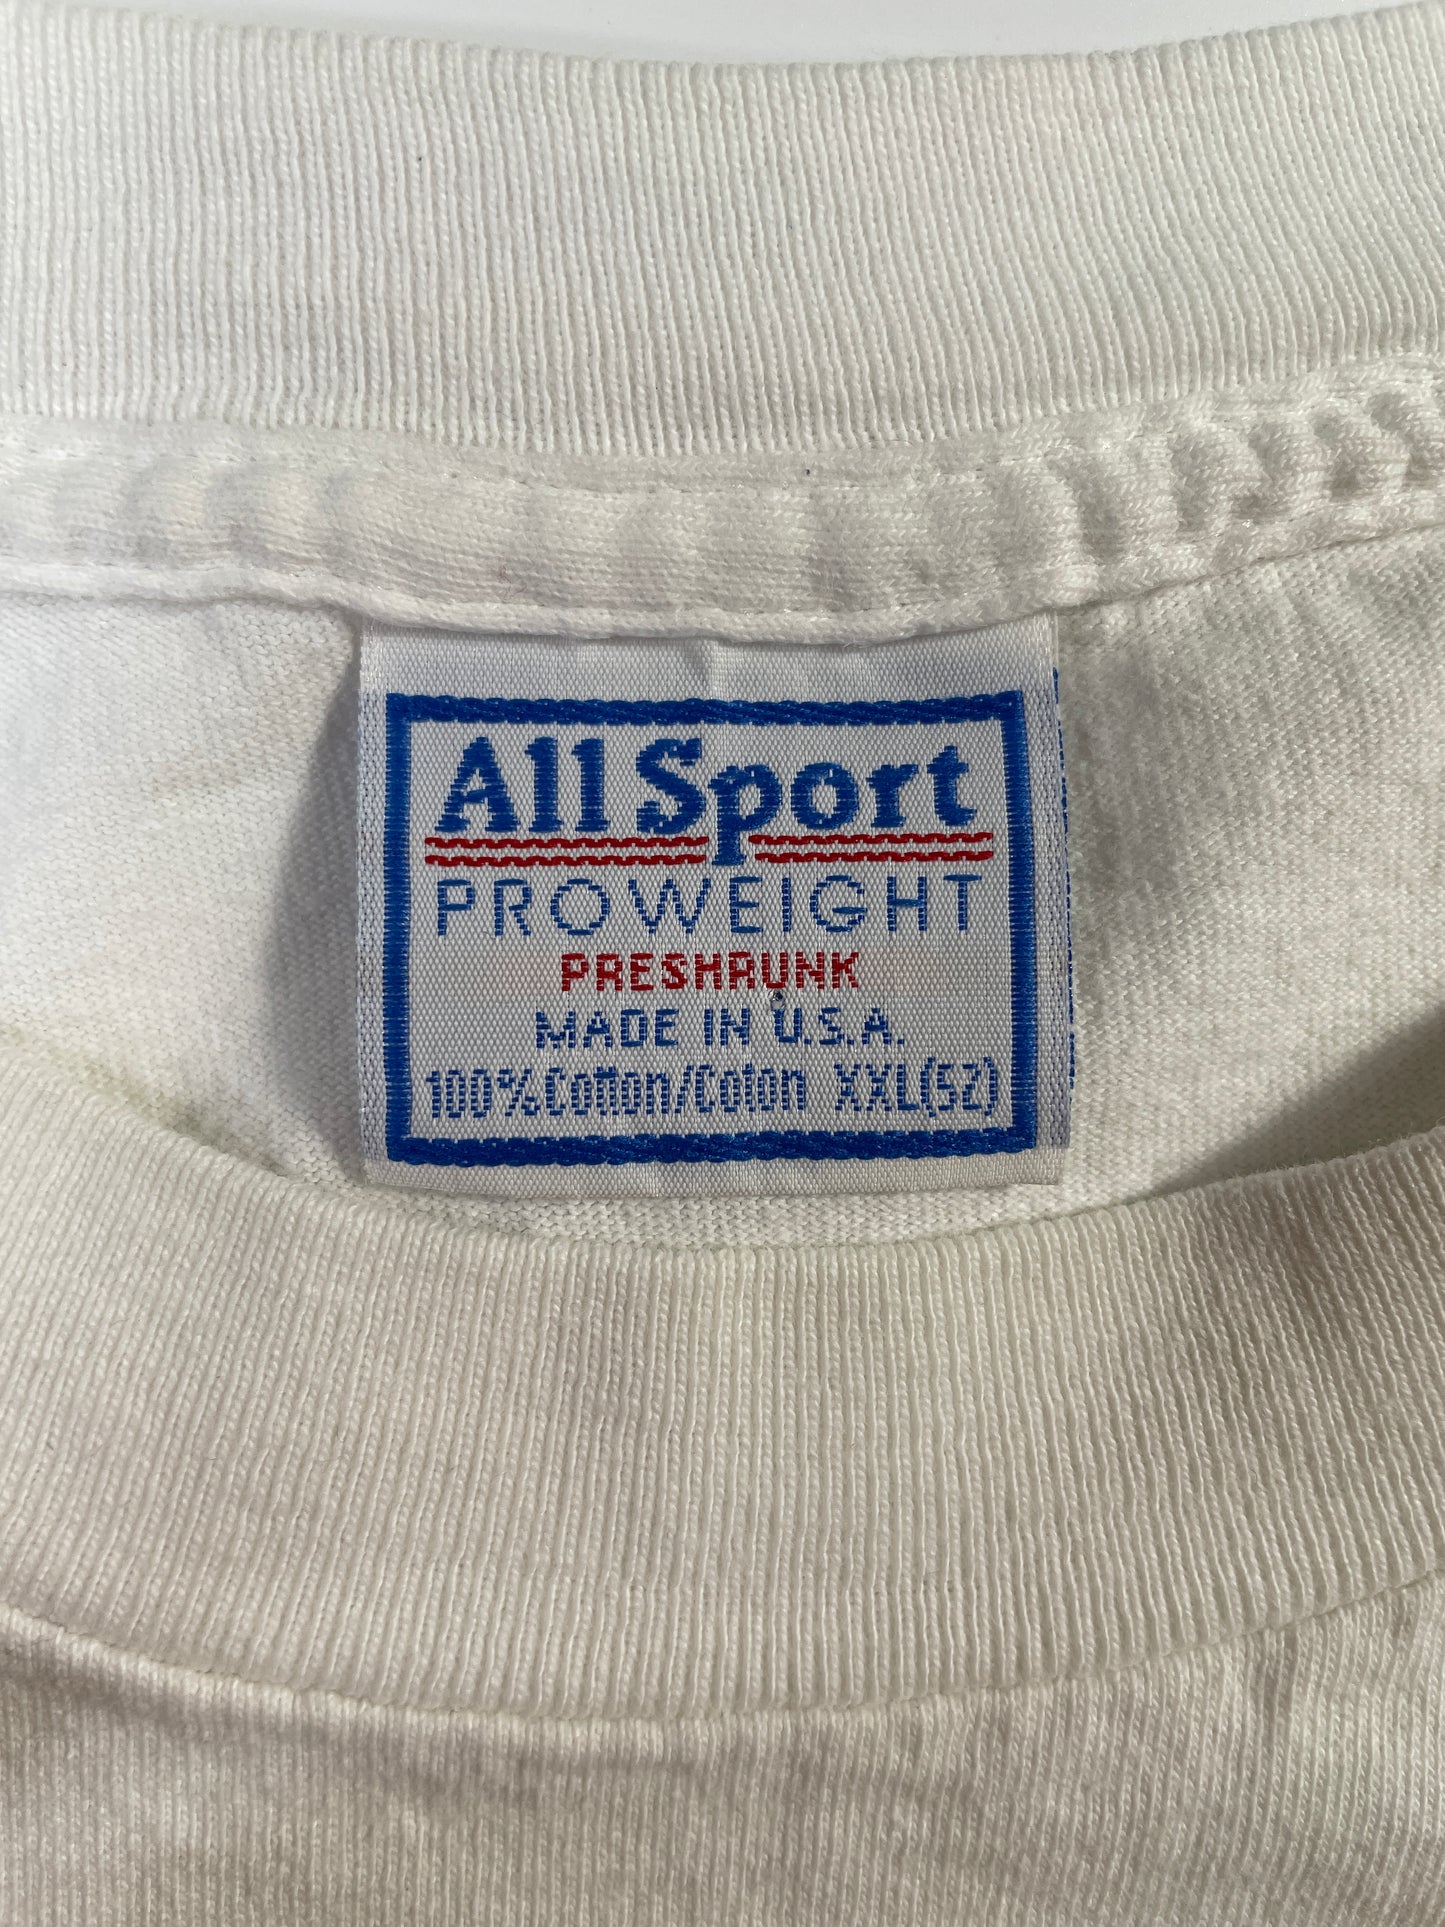 All Sport
PROWEIGHT
PRESHRUNK
MADE IN U.S.A.
100% Cotton/Coton XXL(52)